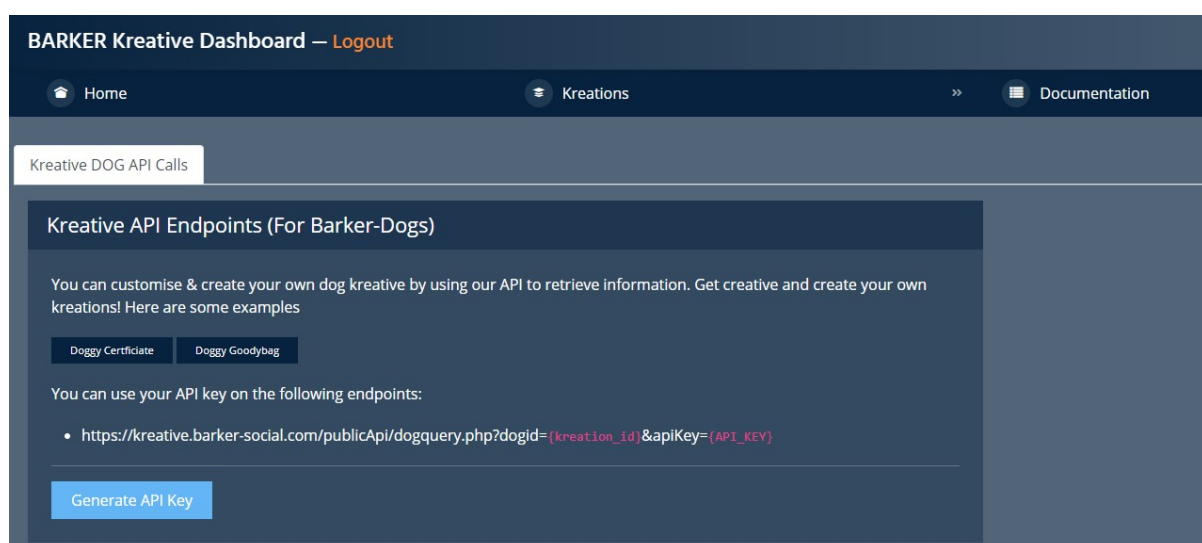 BARKER Kreative Dashboard — Logout
Home
Kreations
»
Documentation
Kreative DOG API Calls
Kreative API Endpoints (For Barker-Dogs)
You can customise & create your own dog kreative by using our API to retrieve information. Get creative and create your own
kreations! Here are some examples
Doggy Certficiate
Doggy Goodybag
You can use your API key on the following endpoints:
• https://kreative.barker-social.com/publicApi/dogquery.php?dogid={kreation_id}&apiKey={API_KEY}
Generate API Key